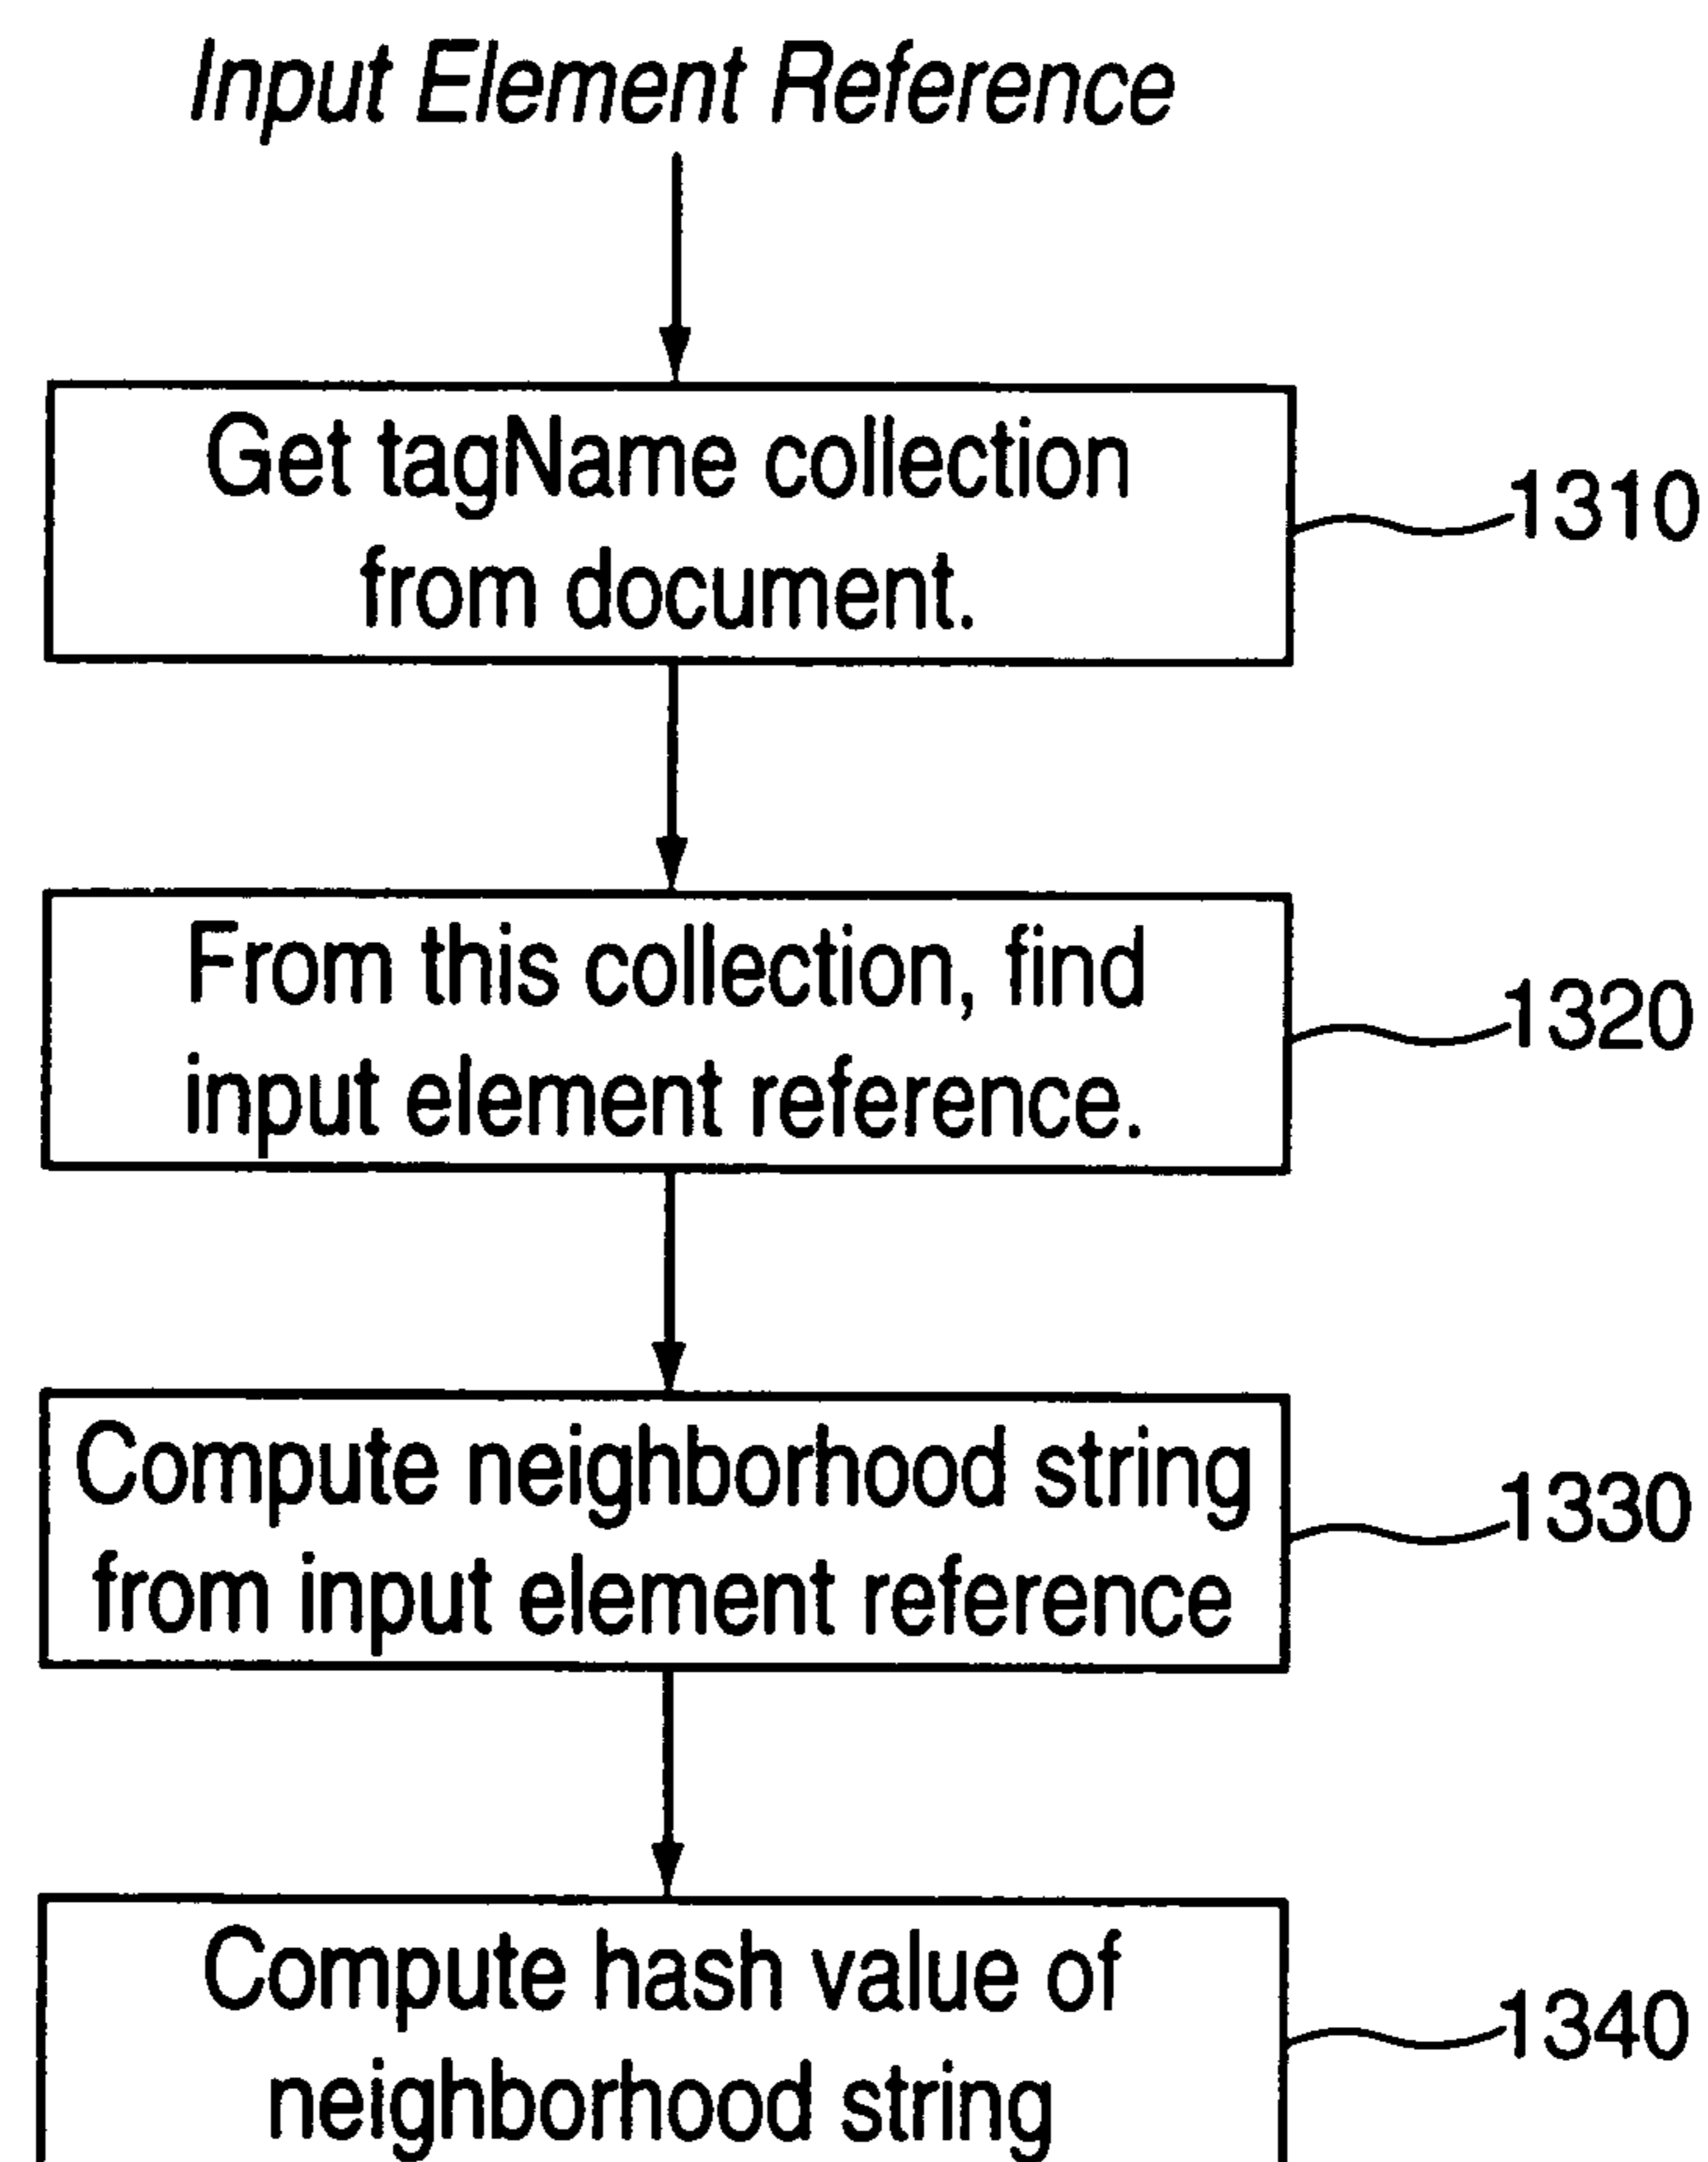 Input Element Reference
Get tagName collection
from document.
1310
From this collection, find
input element reference.
1320
Compute neighborhood string
from input element reference
1330
Compute hash value of
neighborhood string
1340